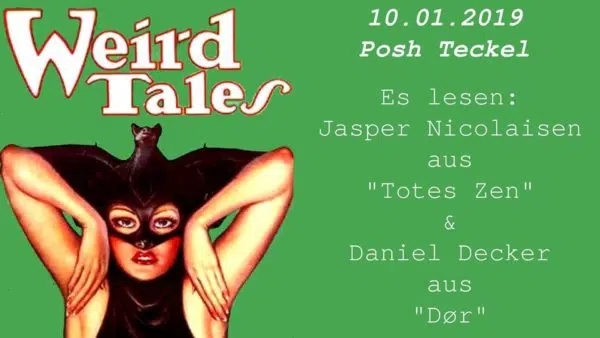 Weird
Tales
10.01.2019
Posh Teckel
Es lesen:
Jasper Nicolaisen
aus
"Totes Zen"
&
Daniel Decker
aus
"Dør"